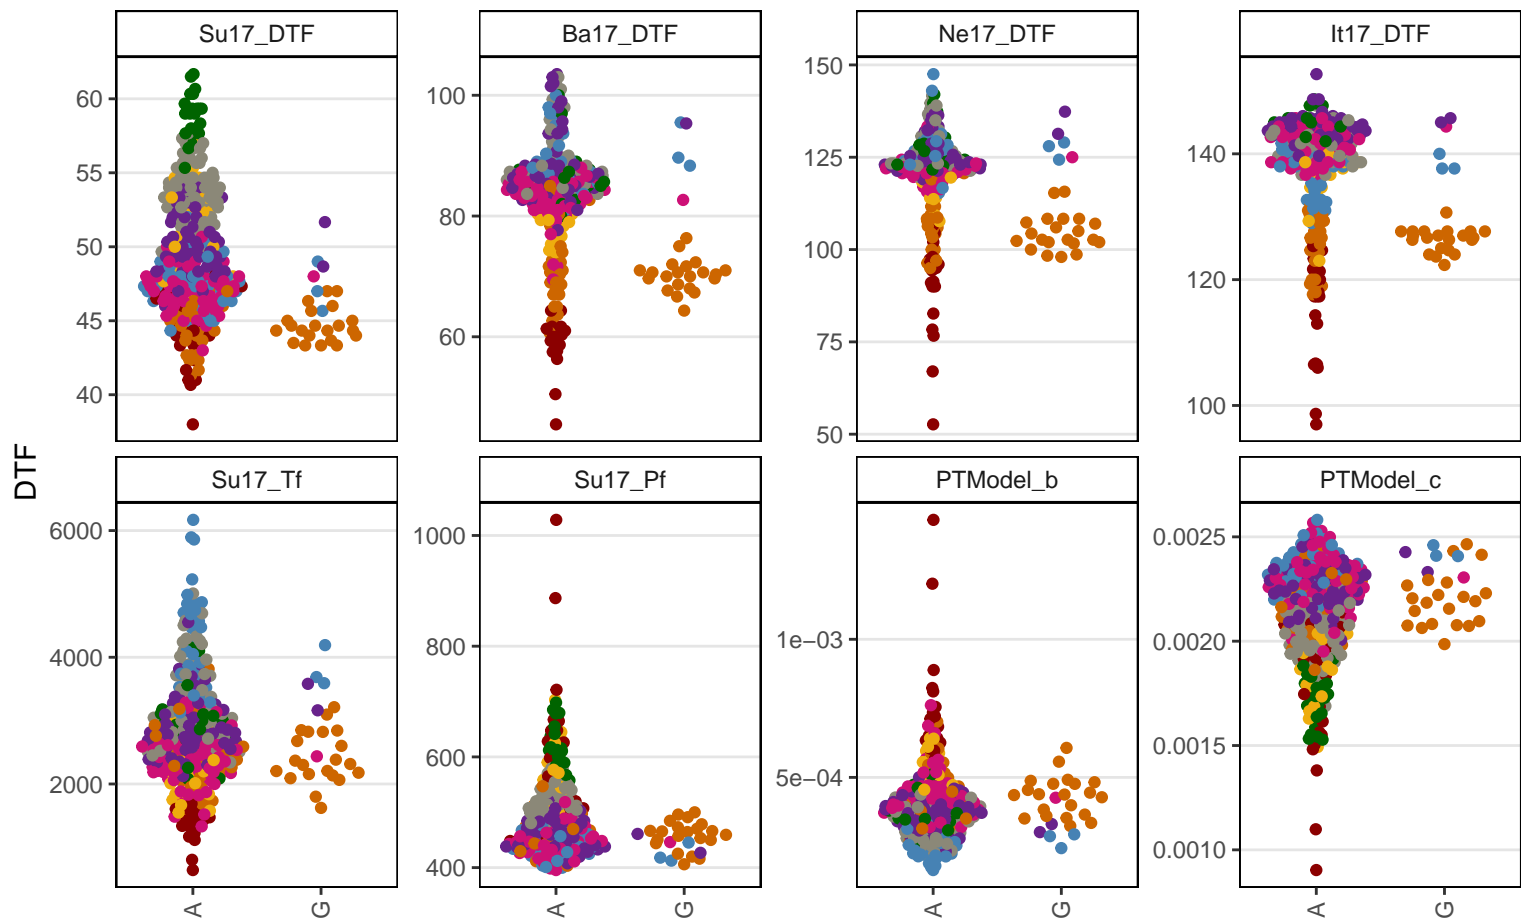 Su17_DTF
Ba17_DTF
Ne17_DTF
It17_DTF
60
55
50
45
40
100
80
60
150
125
100
75
50
140
120
100
DTF
Su17_Tf
Su17_Pf
PTModel_b
PTModel_c
6000
4000
2000
1000
800
600
400
1e−03
5e−04
0.0025
0.0020
0.0015
0.0010
A
G
A
G
A
G
A
G